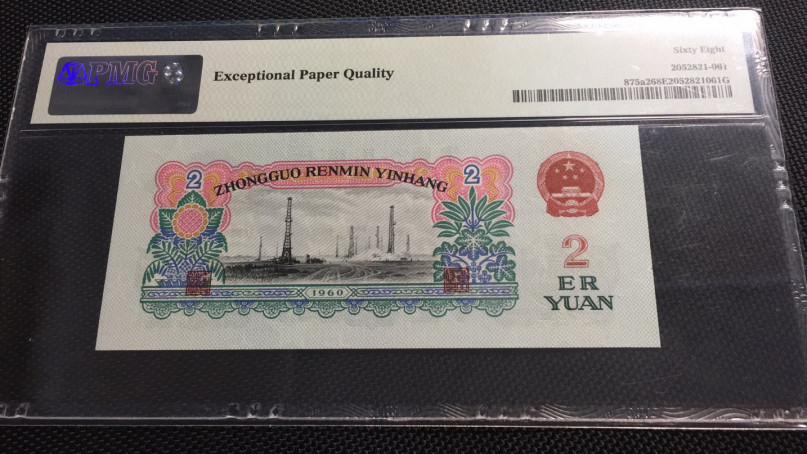 PMG
Exceptional Paper Quality
Sixty Eight
2052821-061
875a268E2052821061G
2
ZHONGGUO RENMIN YINHANG
2
1960
2
ER
YUAN